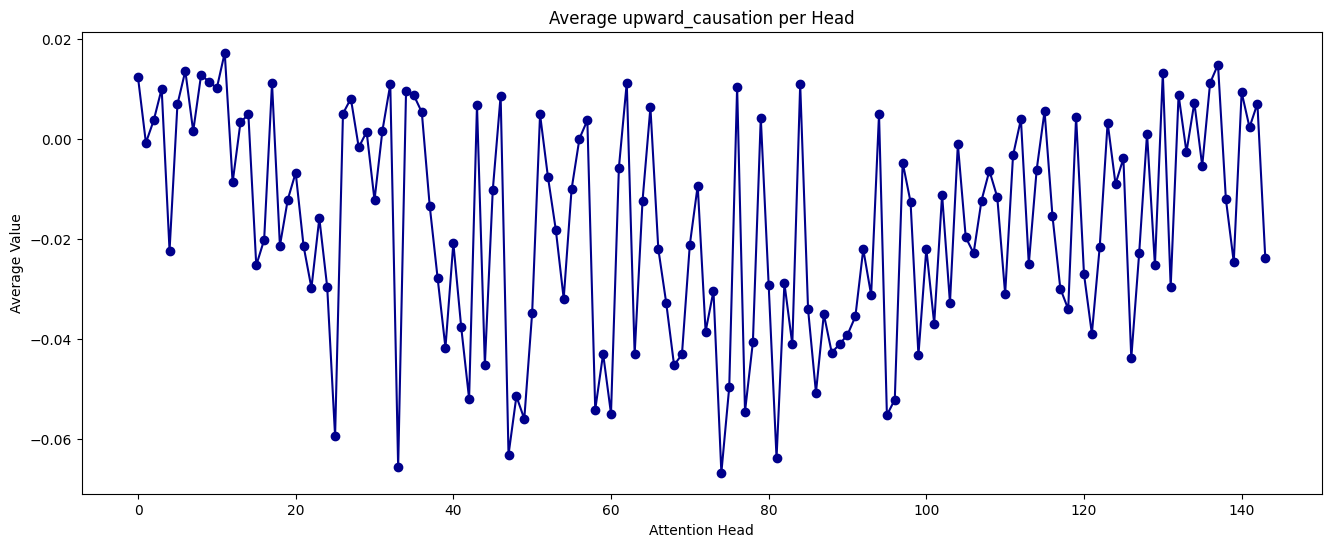 Average upward_causation per Head
0.02
0.00
−0.02
−0.04
−0.06
Average Value
0 20 40 60 80 100 120 140
Attention Head